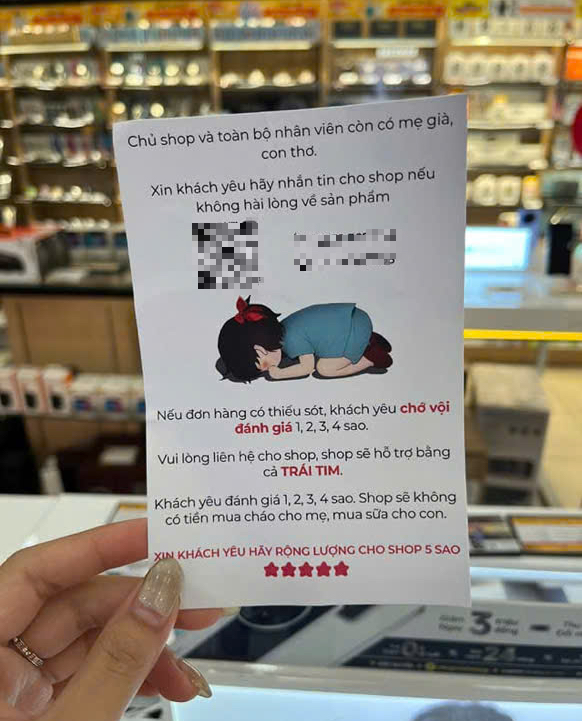 Chủ shop và toàn bộ nhân viên còn có mẹ già,
con thơ.
Xin khách yêu hãy nhắn tin cho shop nếu
không hài lòng về sản phẩm
Nếu đơn hàng có thiếu sót, khách yêu chớ vội
đánh giá 1, 2, 3, 4 sao.
Vui lòng liên hệ cho shop, shop sẽ hỗ trợ bằng
cả TRÁI TIM.
Khách yêu đánh giá 1, 2, 3, 4 sao. Shop sẽ không
có tiền mua cháo cho mẹ, mua sữa cho con.
XIN KHÁCH YÊU HÃY RỘNG LƯỢNG CHO SHOP 5 SAO
3